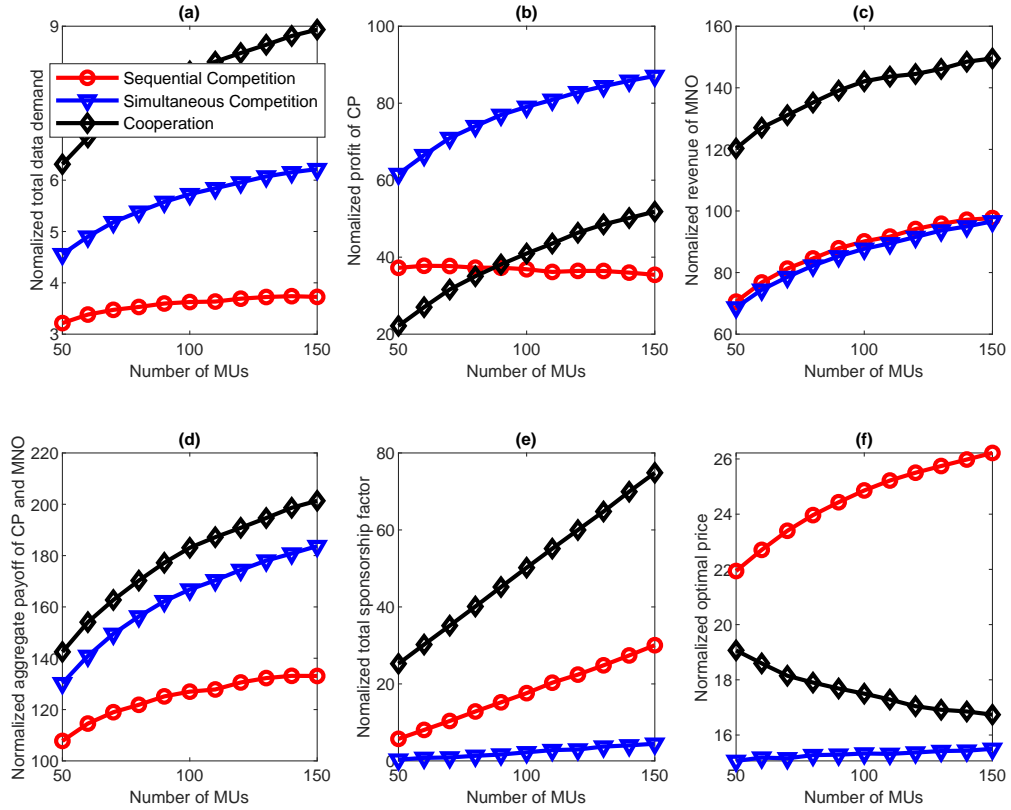 (a)
9
6
5
4
3
50
100
150
Nomalized total data demand
Number of MUs
Sequential Competition
Simultaneous Competition
Cooperation
(b)
100
80
60
40
20
50
100
150
Nomalized profit of CP
Number of MUs
(c)
160
140
120
100
80
60
50
100
150
Nomalized revenue of MNO
Number of MUs
(d)
220
200
180
160
140
120
100
50
100
150
Normalized aggregate payoff of CP and MNO
Number of MUs
(e)
80
60
40
20
0
50
100
150
Nomalized total sponsorship factor
Number of MUs
(f)
26
24
22
20
18
16
50
100
150
Normalized optimal price
Number of MUs